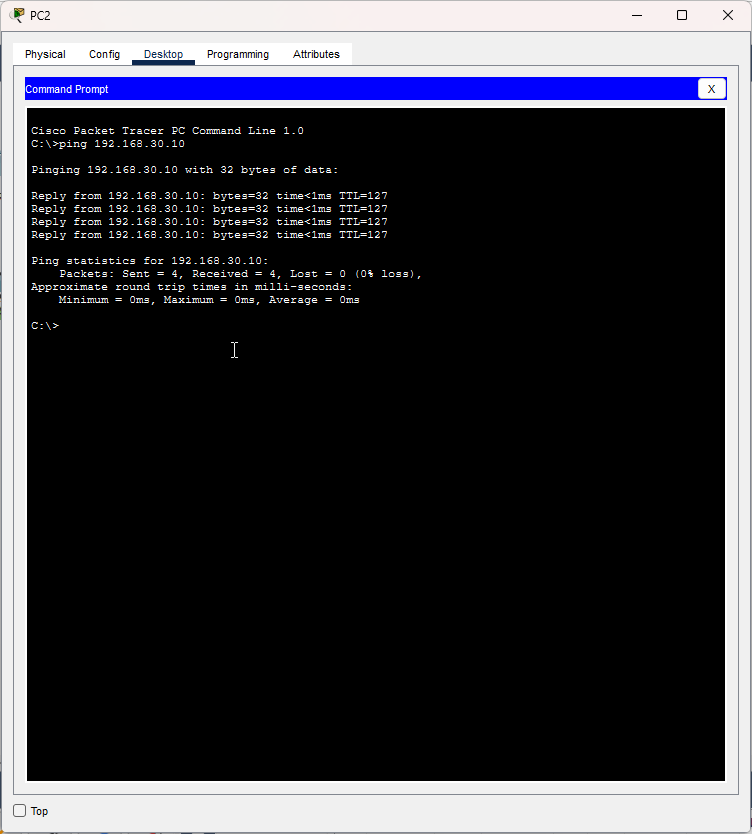 PC2
Physical Config Desktop Programming Attributes
Command Prompt
X
Cisco Packet Tracer PC Command Line 1.0
C:\>ping 192.168.30.10
Pinging 192.168.30.10 with 32 bytes of data:
Reply from 192.168.30.10: bytes=32 time<1ms TTL=127
Reply from 192.168.30.10: bytes=32 time<1ms TTL=127
Reply from 192.168.30.10: bytes=32 time<1ms TTL=127
Reply from 192.168.30.10: bytes=32 time<1ms TTL=127
Ping statistics for 192.168.30.10:
    Packets: Sent = 4, Received = 4, Lost = 0 (0% loss),
Approximate round trip times in milli-seconds:
    Minimum = 0ms, Maximum = 0ms, Average = 0ms
C:\>
Top